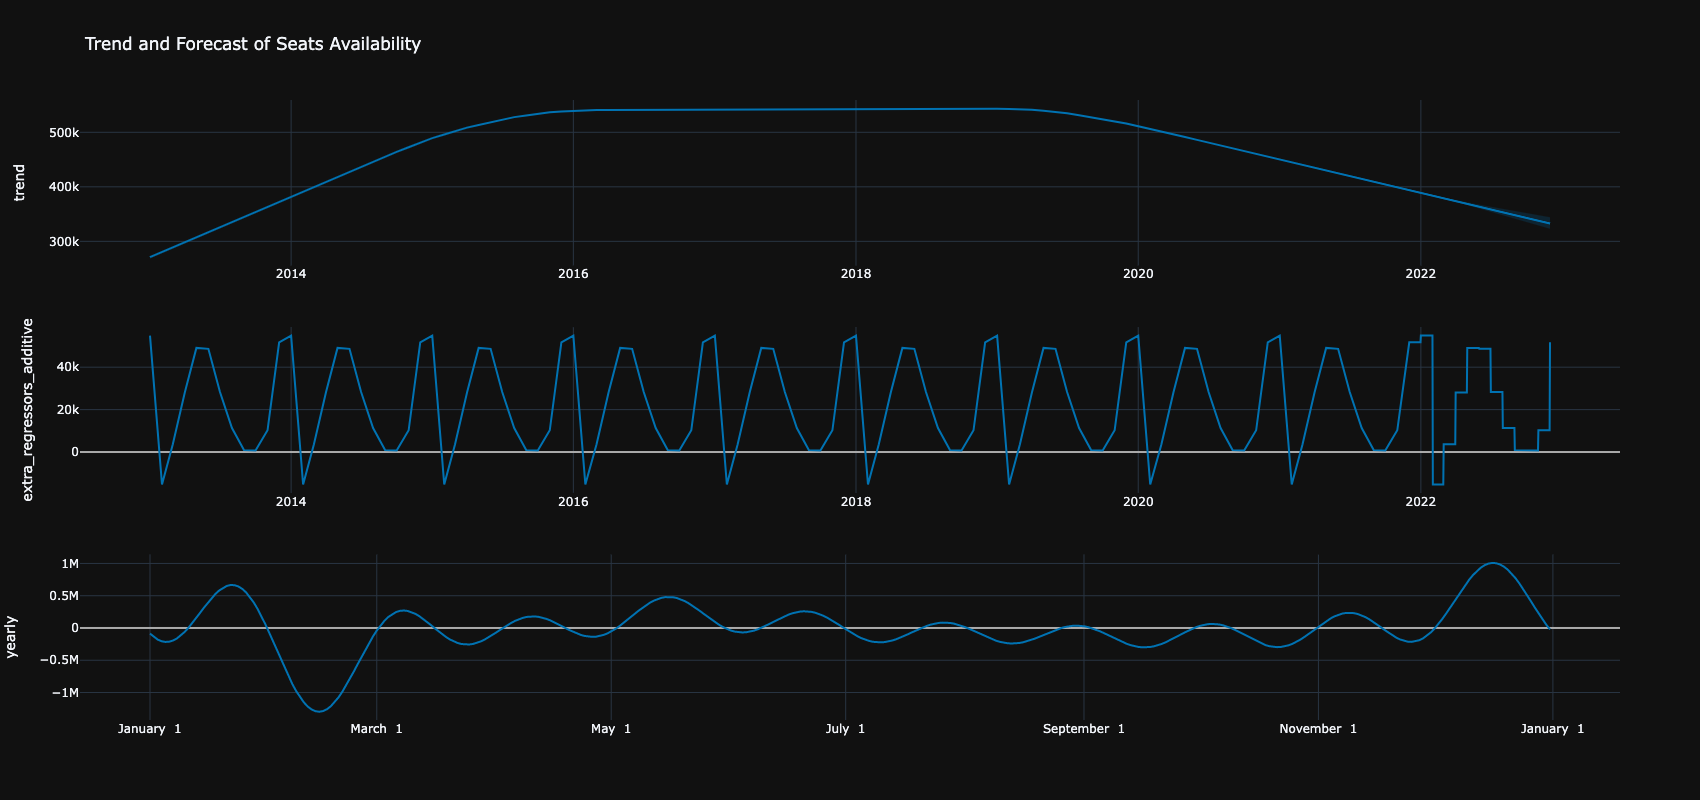 Trend and Forecast of Seats Availability
500k
400k
300k
trend
2014 2016 2018 2020 2022
40k
20k
0
extra_regressors_additive
2014 2016 2018 2020 2022
1M
0.5M
0
−0.5M
−1M
yearly
January 1 March 1 May 1 July 1 September 1 November 1 January 1